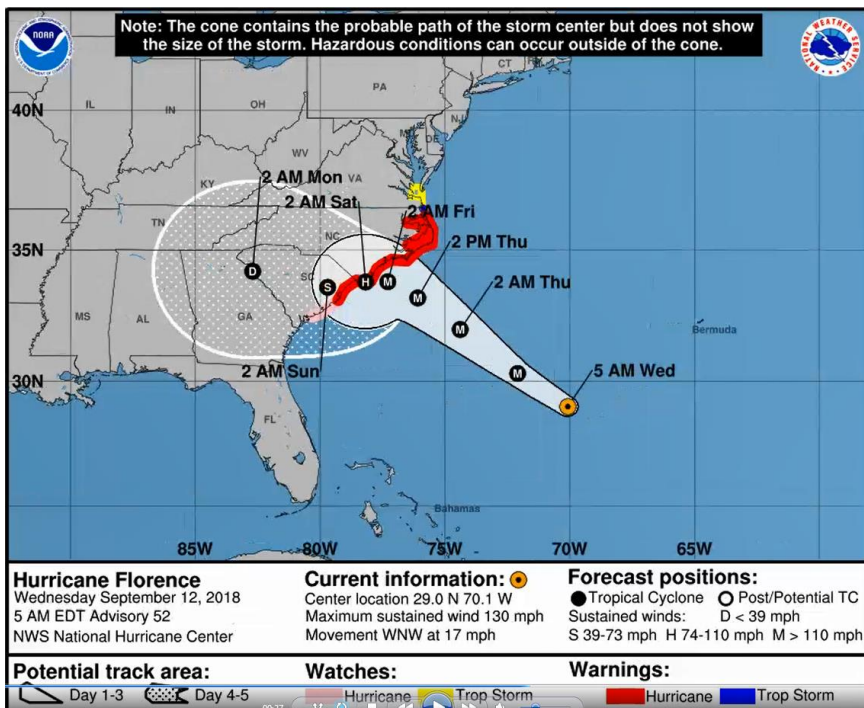 Note: The cone contains the probable path of the storm center but does not show
the size of the storm. Hazardous conditions can occur outside of the cone.
NOAA
NATIONAL WEATHER SERVICE
CT
PA
NJ
40N
IL
IN
OH
DE
WV
VA
KY
2 AM Mon
2 AM Sat
2 AM Fri
TN
NC
35N
2 PM Thu
D
S
H
M
M
2 AM Thu
SC
M
MS
AL
GA
Bermuda
2 AM Sun
M
5 AM Wed
30N
FL
Bahamas
85W
80W
75W
70W
65W
Hurricane Florence
Wednesday September 12, 2018
5 AM EDT Advisory 52
NWS National Hurricane Center
Current information:
Center location 29.0 N 70.1 W
Maximum sustained wind 130 mph
Movement WNW at 17 mph
Forecast positions:
Tropical Cyclone Post/Potential TC
Sustained winds: D < 39 mph
S 39-73 mph H 74-110 mph M > 110 mph
Potential track area:
Day 1-3 Day 4-5
Watches:
Hurricane Trop Storm
Warnings:
Hurricane Trop Storm